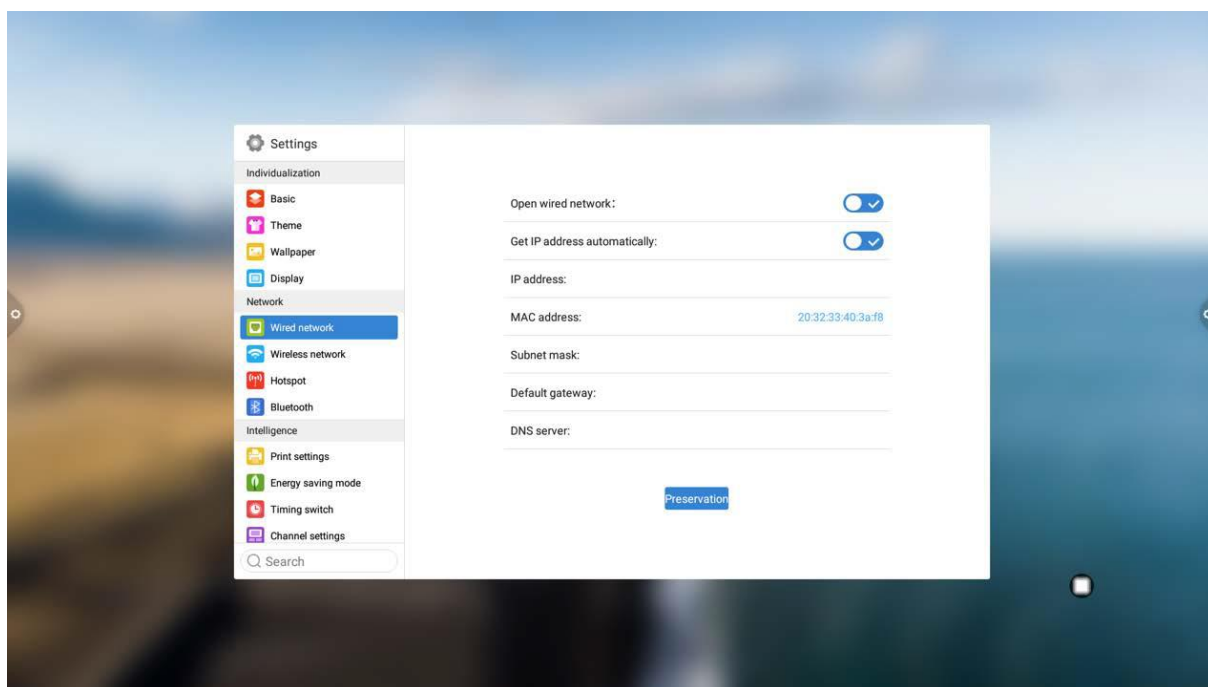 Settings
Individualization
Basic
Theme
Wallpaper
Display
Network
Wired network
Wireless network
Hotspot
Bluetooth
Intelligence
Print settings
Energy saving mode
Timing switch
Channel settings
Search
Open wired network：
Get IP address automatically:
IP address:
MAC address: 20:32:33:40:3a:f8
Subnet mask:
Default gateway:
DNS server:
Preservation